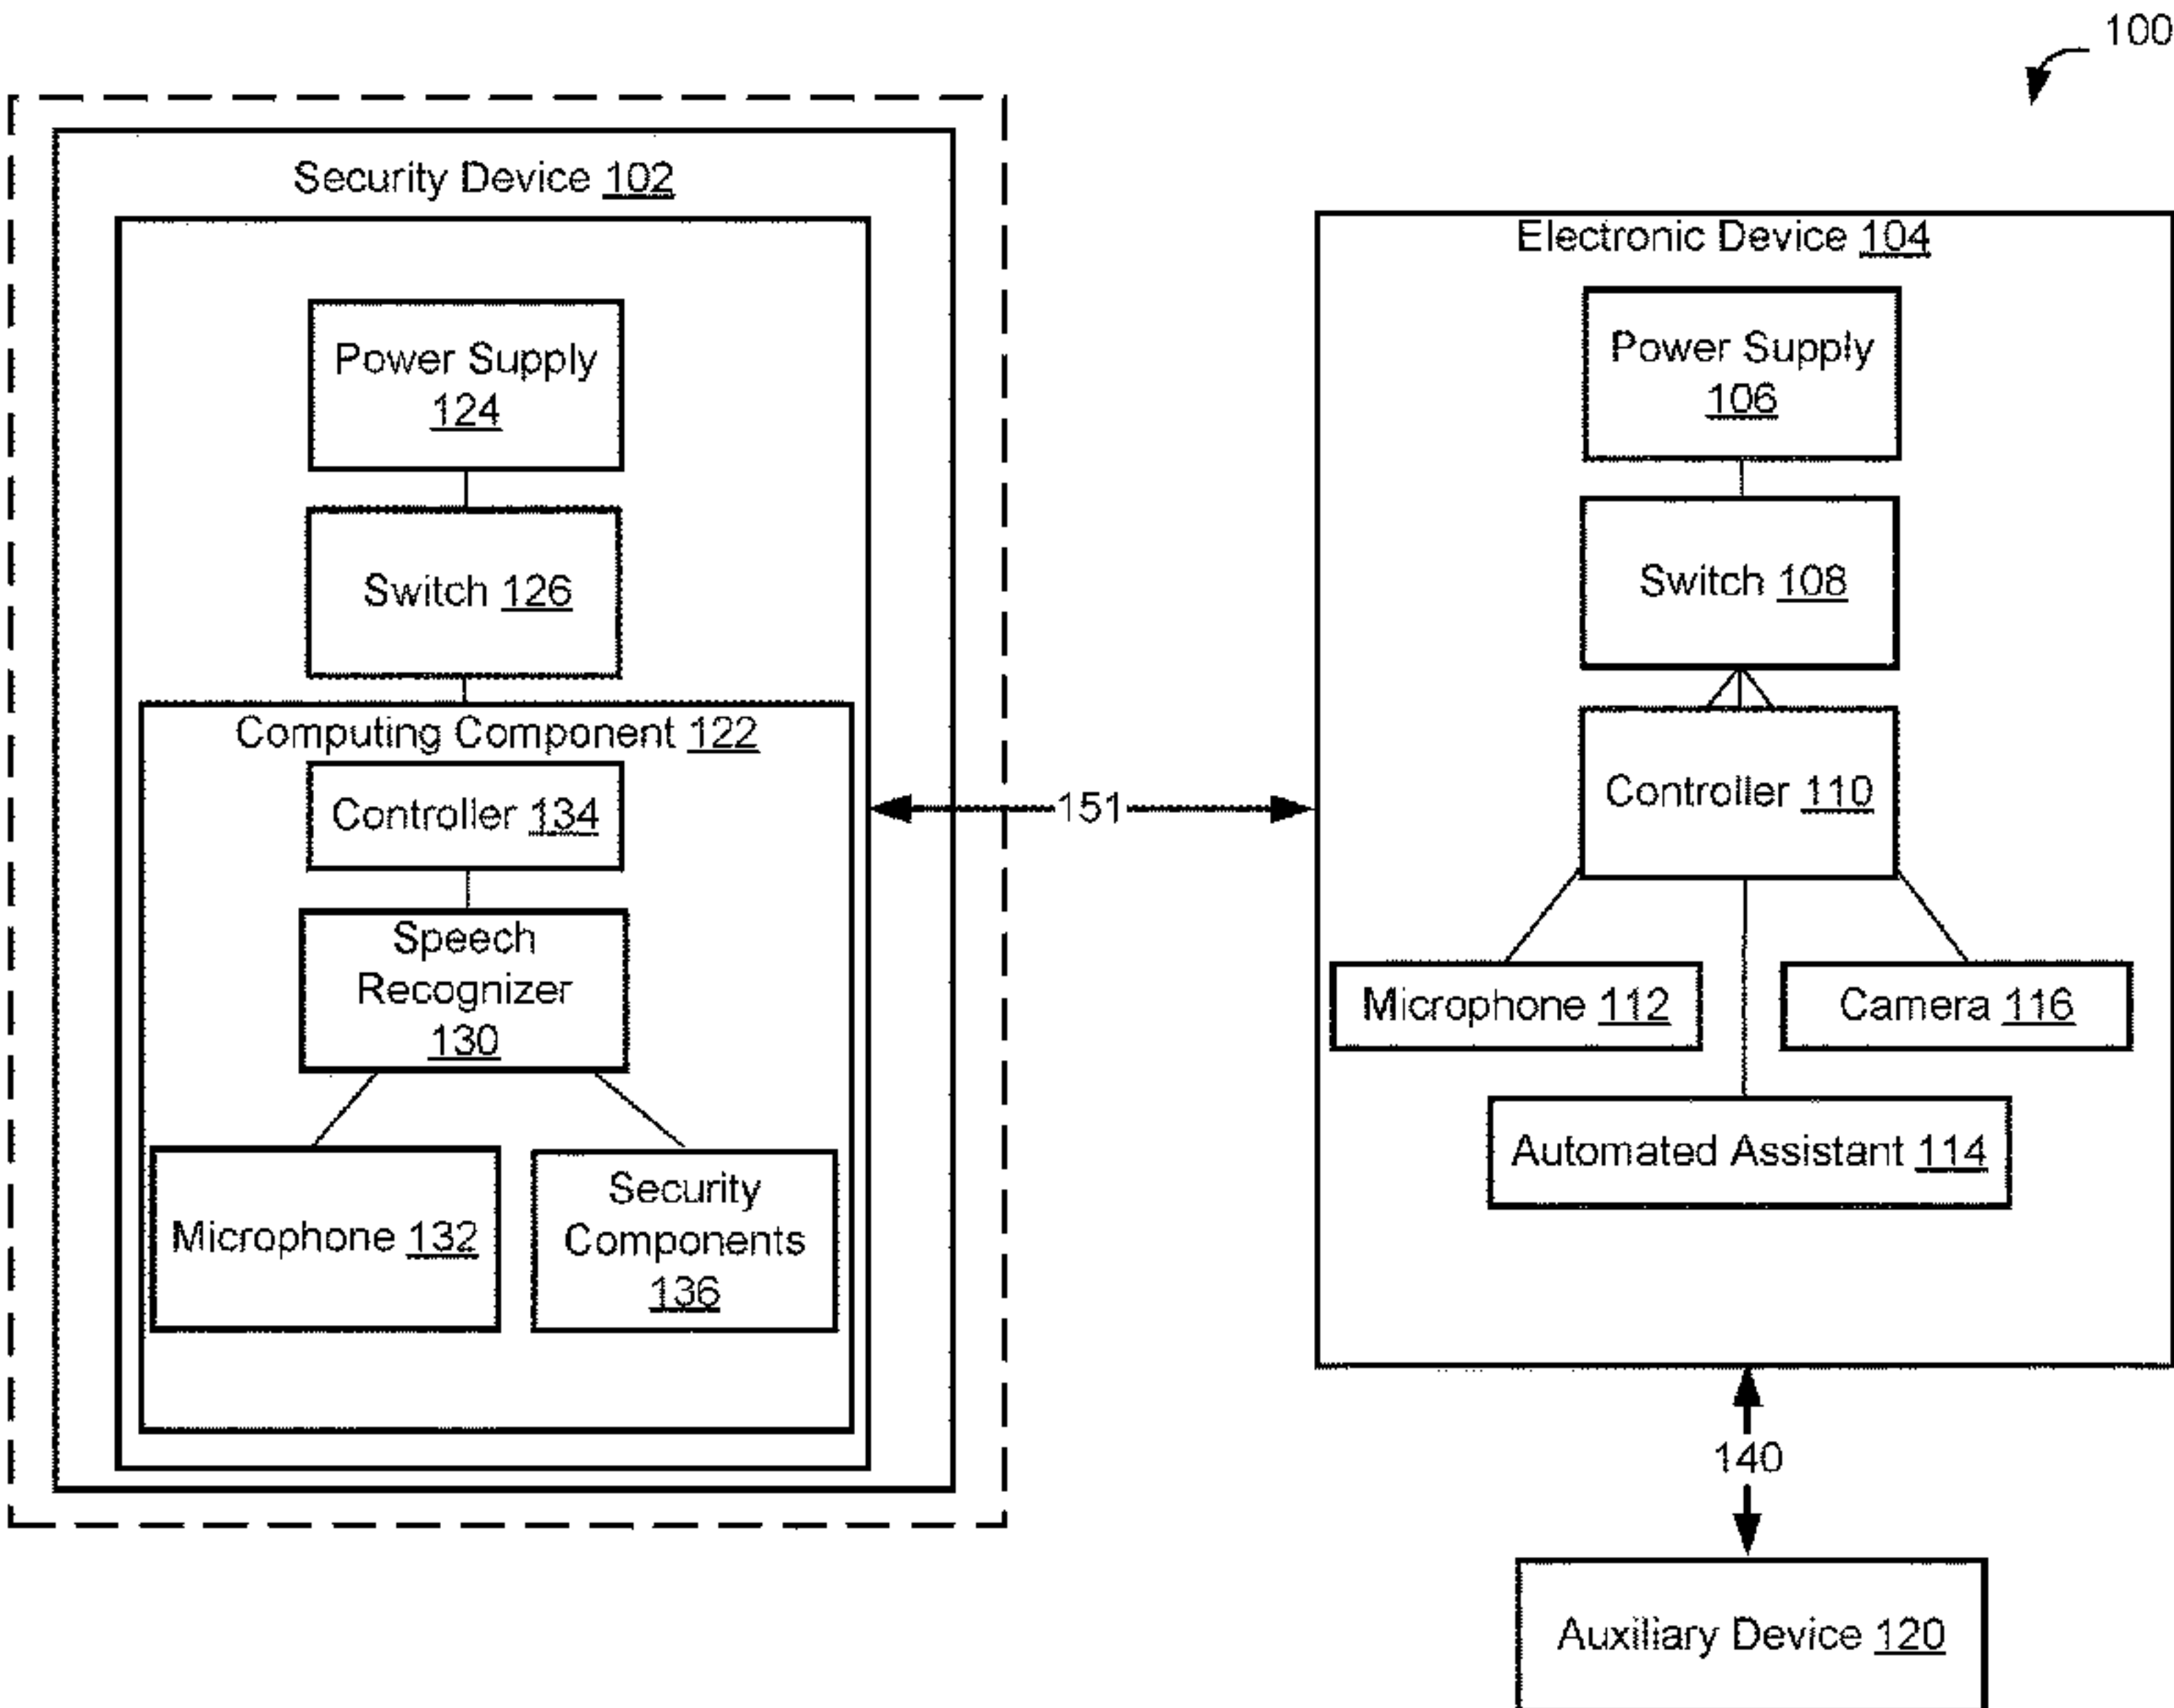 100
Security Device 102
Power Supply
124
Switch 126
Computing Component 122
Controller 134
Speech
Recognizer
130
Microphone 132
Security
Components
136
151
Electronic Device 104
Power Supply
106
Switch 108
Controller 110
Microphone 112
Camera 116
Automated Assistant 114
140
Auxiliary Device 120